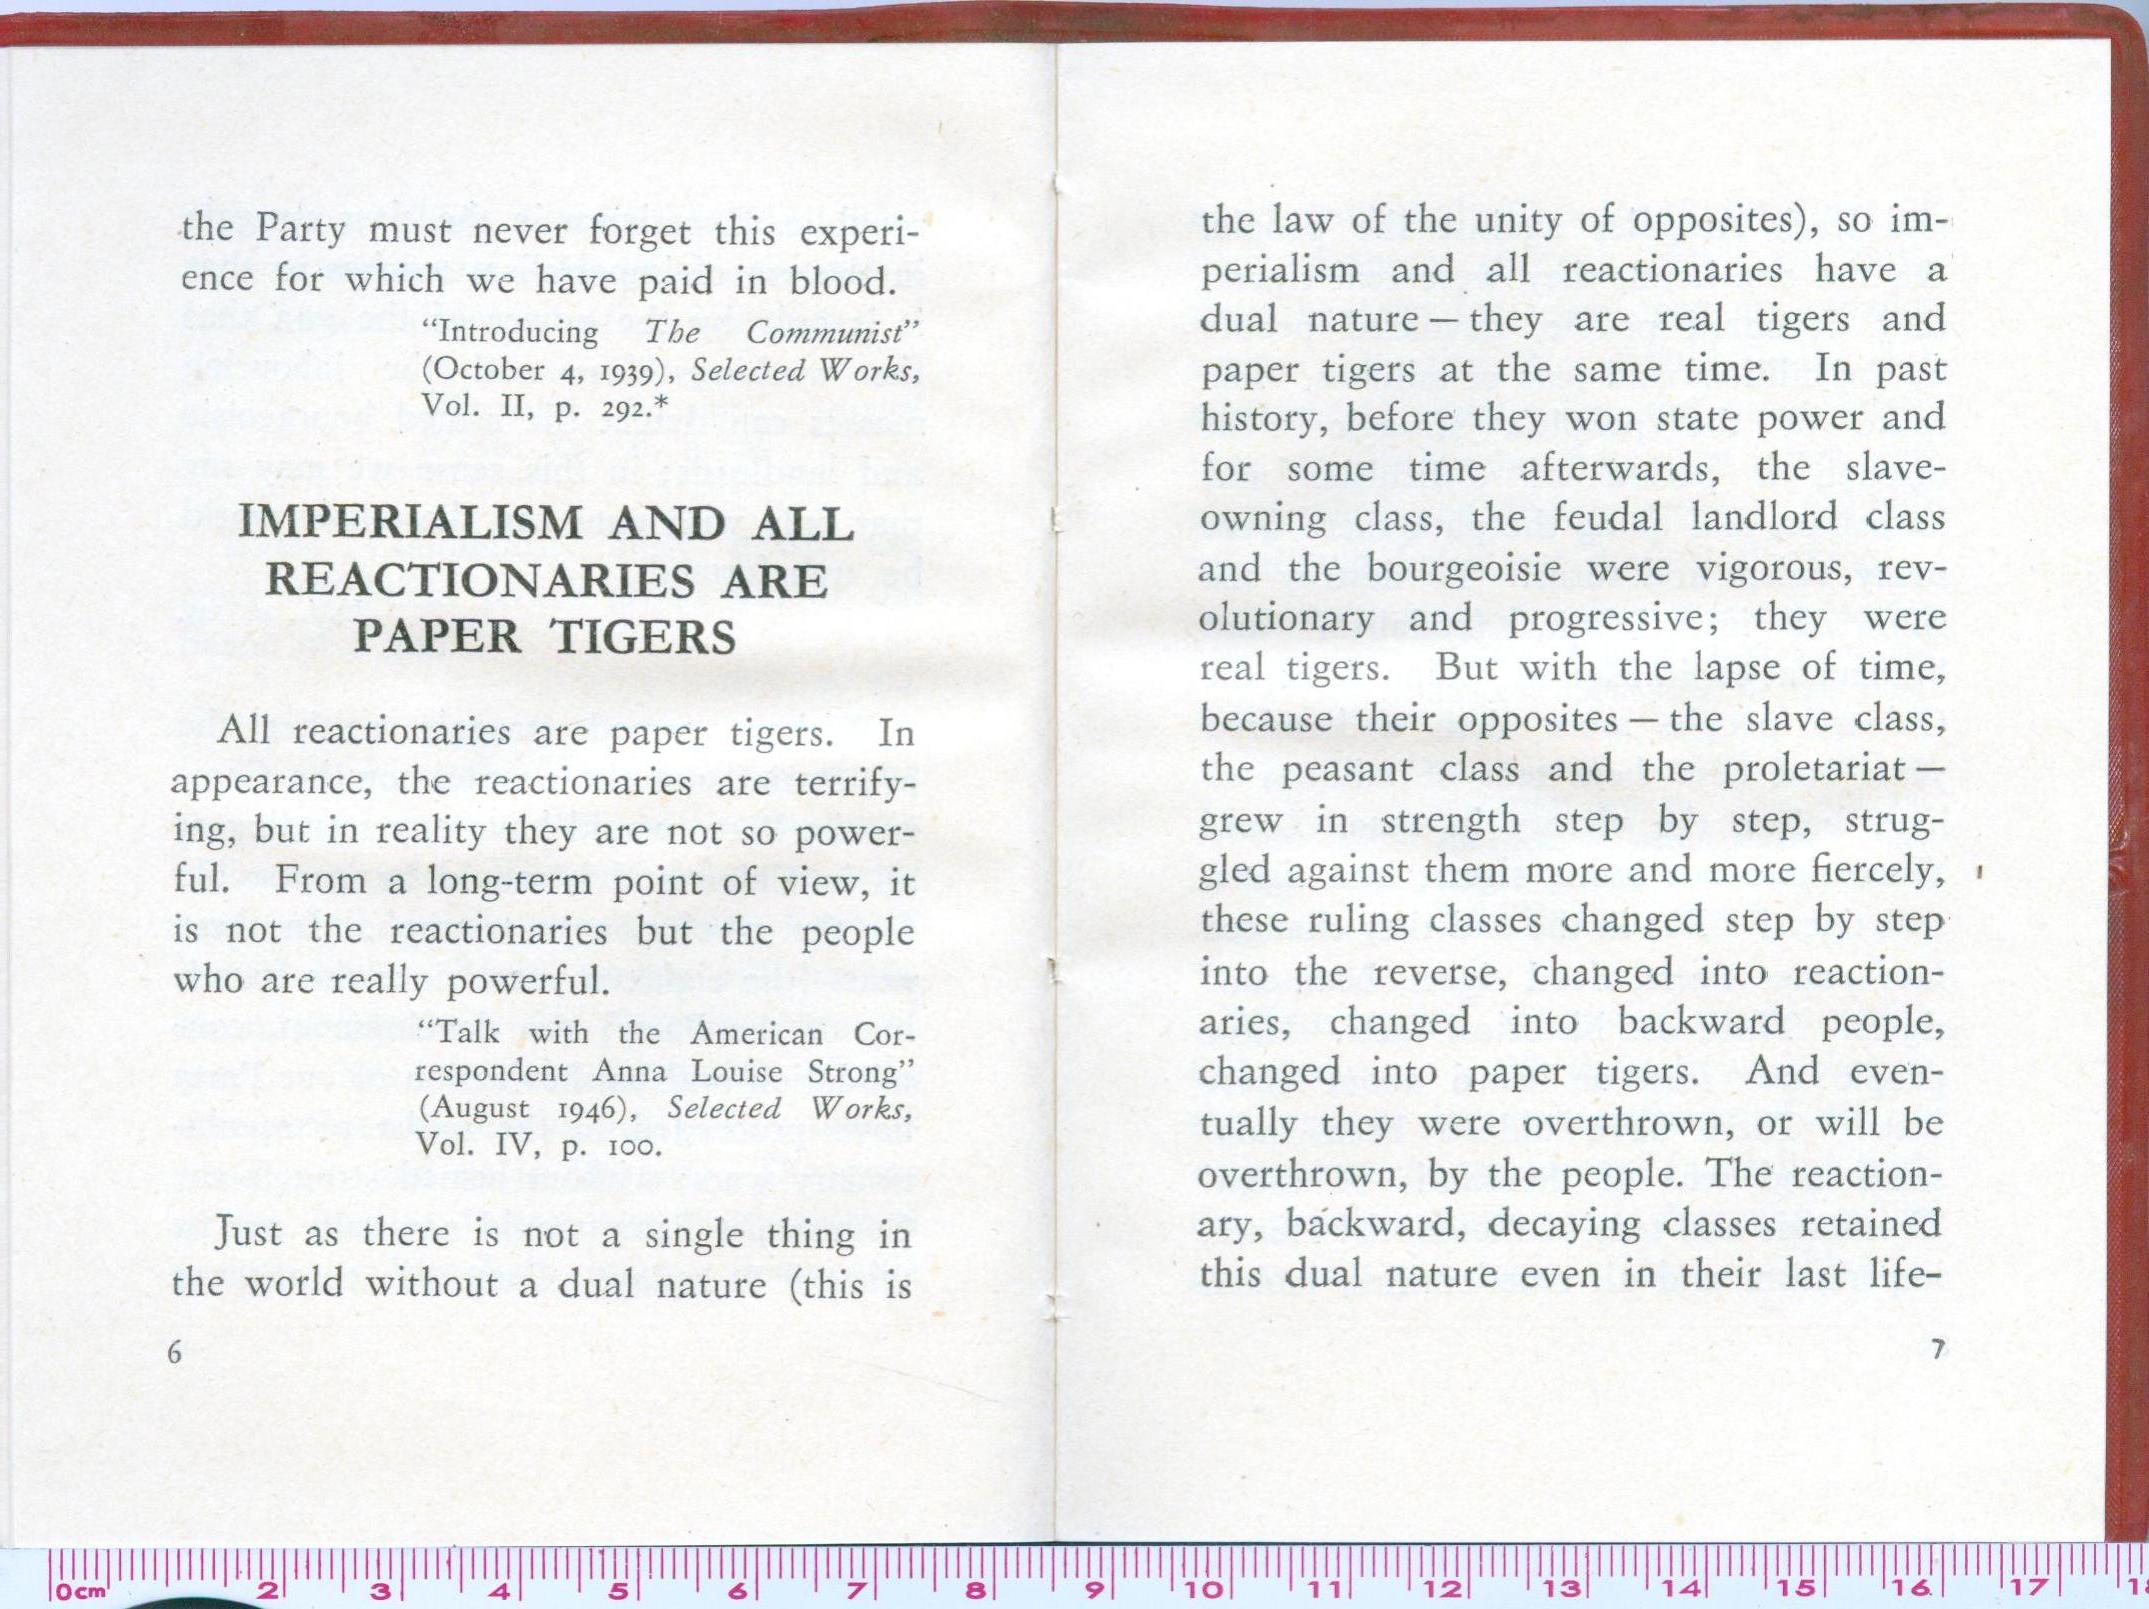 the Party must never forget this experi-
ence for which we have paid in blood.
“Introducing The Communist”
(October 4, 1939), Selected Works,
Vol. II, p. 292.*
IMPERIALISM AND ALL
REACTIONARIES ARE
PAPER TIGERS
All reactionaries are paper tigers. In
appearance, the reactionaries are terrify-
ing, but in reality they are not so power-
ful. From a long-term point of view, it
is not the reactionaries but the people
who are really powerful.
“Talk with the American Cor-
respondent Anna Louise Strong”
(August 1946), Selected Works,
Vol. IV, p. 100.
Just as there is not a single thing in
the world without a dual nature (this is
6
the law of the unity of opposites), so im-
perialism and all reactionaries have a
dual nature — they are real tigers and
paper tigers at the same time. In past
history, before they won state power and
for some time afterwards, the slave-
owning class, the feudal landlord class
and the bourgeoisie were vigorous, rev-
olutionary and progressive; they were
real tigers. But with the lapse of time,
because their opposites — the slave class,
the peasant class and the proletariat —
grew in strength step by step, strug-
gled against them more and more fiercely,
these ruling classes changed step by step
into the reverse, changed into reaction-
aries, changed into backward people,
changed into paper tigers. And even-
tually they were overthrown, or will be
overthrown, by the people. The reaction-
ary, backward, decaying classes retained
this dual nature even in their last life-
7
0cm 2 3 4 5 6 7 8 9 10 11 12 13 14 15 16 17